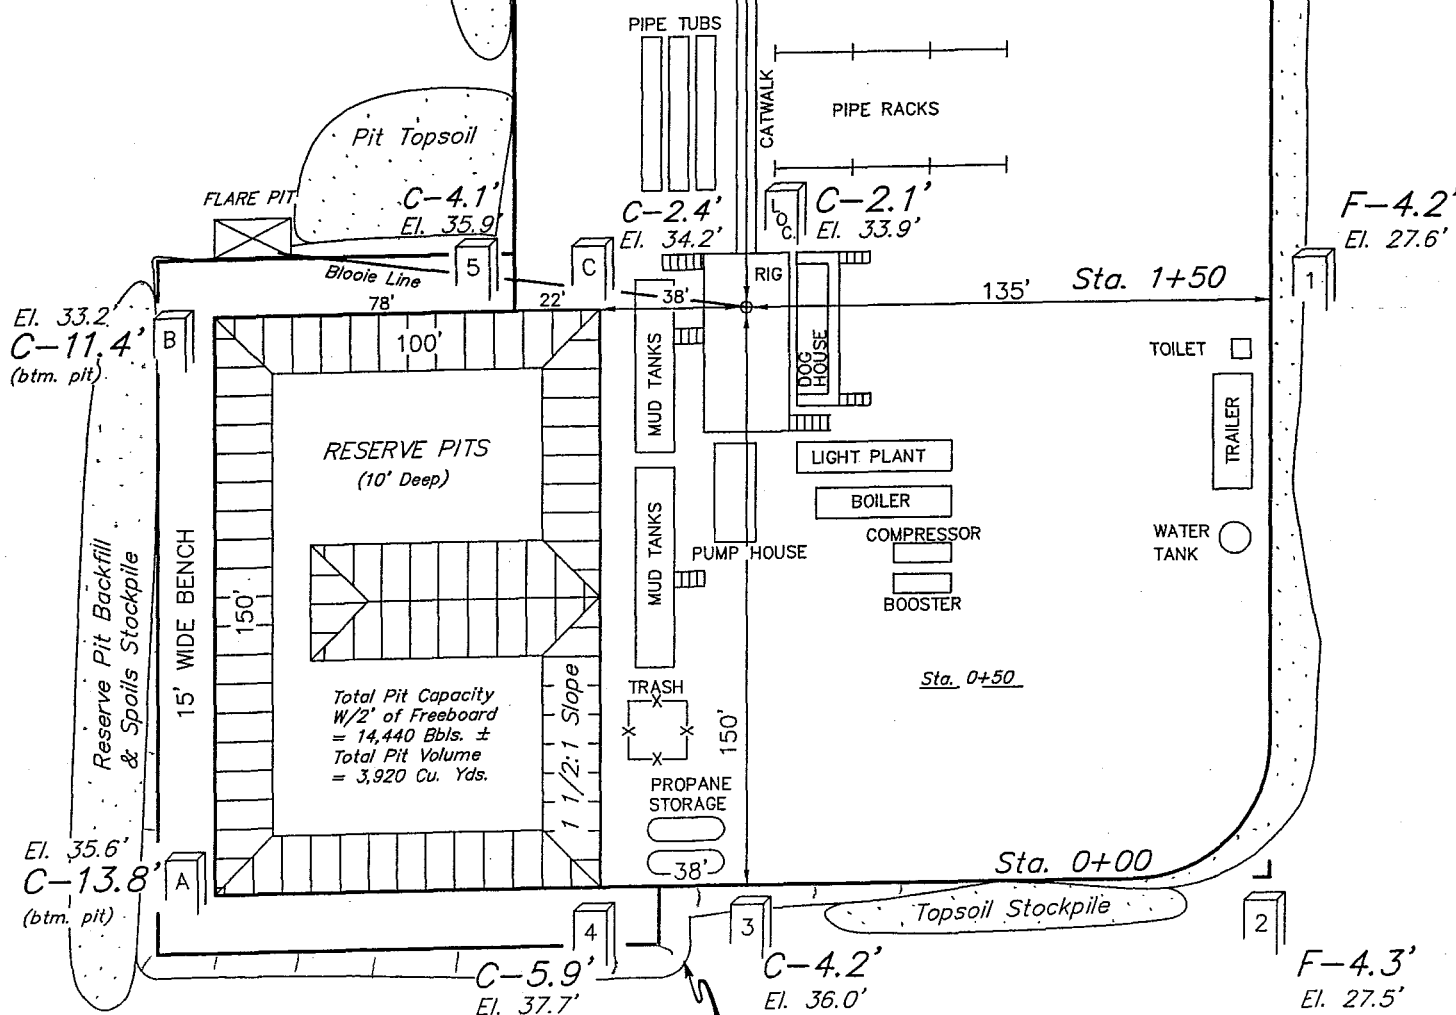 PIPE TUBS
CATWALK
PIPE RACKS
Pit Topsoil
FLARE PIT
C-4.1'
El. 35.9'
C-2.4'
El. 34.2'
LOC.
C-2.1'
El. 33.9'
F-4.2'
El. 27.6'
5
C
1
Blooie Line
RIG
78'
22'
38'
135'
Sta. 1+50
El. 33.2'
C-11.4'
(btm. pit)
B
100'
MUD TANKS
DOG
HOUSE
TOILET
TRAILER
RESERVE PITS
(10' Deep)
LIGHT PLANT
BOILER
COMPRESSOR
BOOSTER
WATER
TANK
PUMP HOUSE
MUD TANKS
Reserve Pit Backfill
& Spoils Stockpile
15' WIDE BENCH
150'
Total Pit Capacity
W/2' of Freeboard
= 14,440 Bbls. ±
Total Pit Volume
= 3,920 Cu. Yds.
1 1/2:1 Slope
TRASH
150'
Sta. 0+50
PROPANE
STORAGE
38'
Sta. 0+00
El. 35.6'
C-13.8'
(btm. pit)
A
Topsoil Stockpile
4
3
2
C-5.9'
El. 37.7'
C-4.2'
El. 36.0'
F-4.3'
El. 27.5'